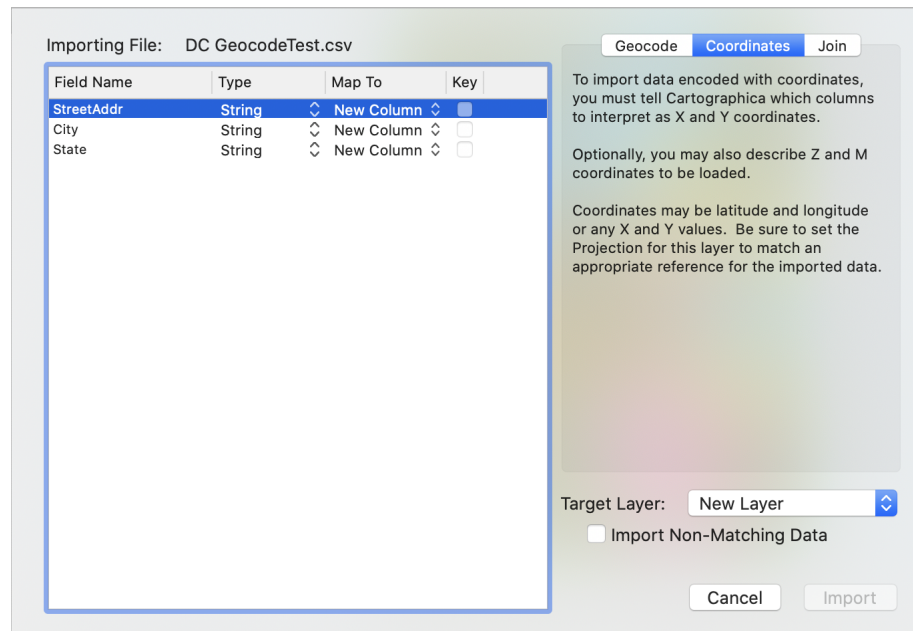 Importing File: DC GeocodeTest.csv
Geocode Coordinates Join
Field Name Type Map To Key
StreetAddr String New Column
City String New Column
State String New Column
To import data encoded with coordinates,
you must tell Cartographica which columns
to interpret as X and Y coordinates.
Optionally, you may also describe Z and M
coordinates to be loaded.
Coordinates may be latitude and longitude
or any X and Y values. Be sure to set the
Projection for this layer to match an
appropriate reference for the imported data.
Target Layer: New Layer
Import Non-Matching Data
Cancel Import